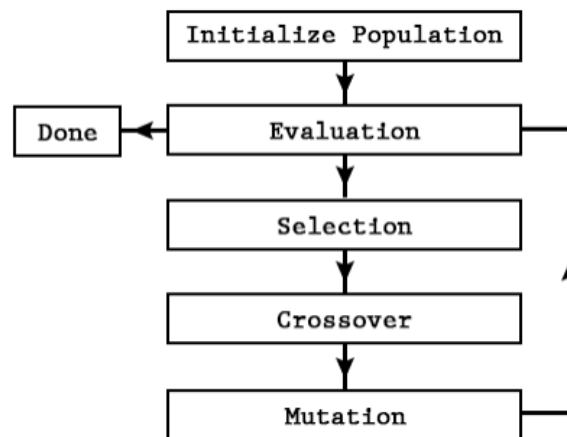 Initialize Population
Done
Evaluation
Selection
Crossover
Mutation